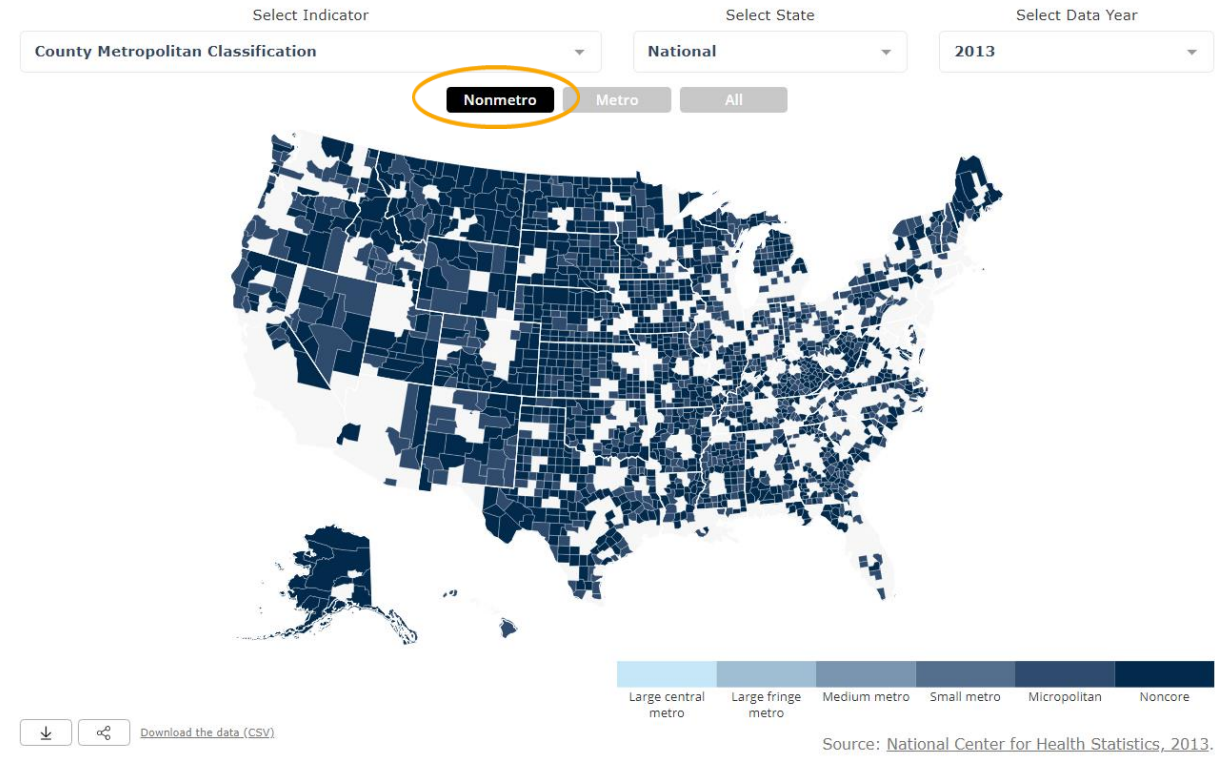 Select Indicator
Select State
Select Data Year
County Metropolitan Classification
National
2013
Nonmetro
Metro
All
Large central
metro
Large fringe
metro
Medium metro
Small metro
Micropolitan
Noncore
Download the data (CSV)
Source: National Center for Health Statistics, 2013.